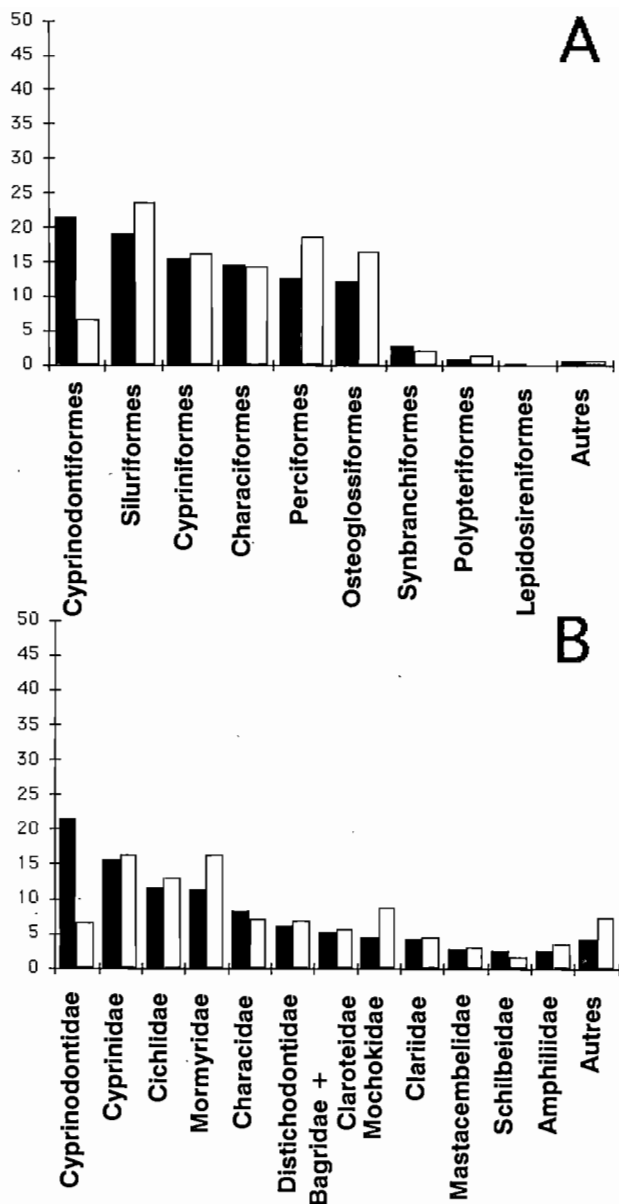 A
50
45
40
35
30
25
20
15
10
5
0
Cyprinodontiformes
Siluriformes
Cypriniformes
Characiformes
Perciformes
Osteoglossiformes
Synbranchiformes
Polypteriformes
Lepidosireniformes
Autres
B
50
45
40
35
30
25
20
15
10
5
0
Cyprinodontidae
Cyprinidae
Cichlidae
Mormyridae
Characidae
Distichodontidae
Bagridae +
Claroteidae
Mochokidae
Clariidae
Mastacembelidae
Schilbeidae
Amphiliidae
Autres